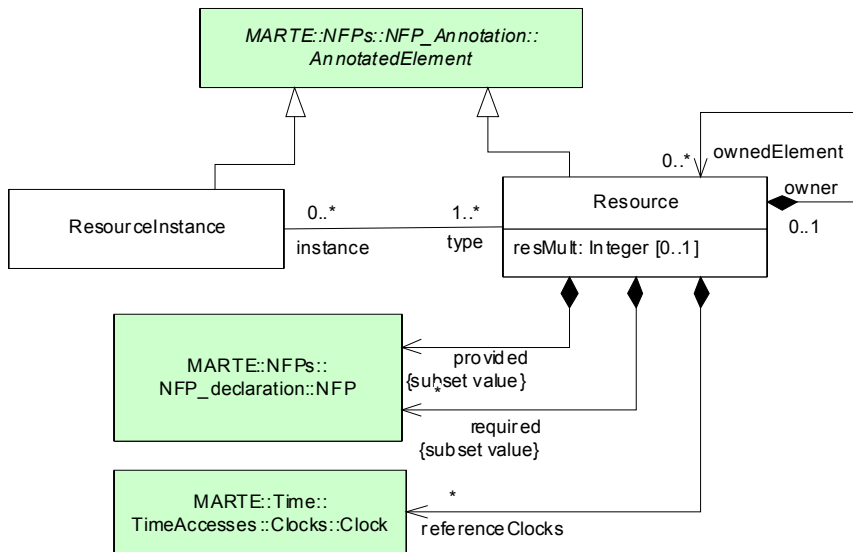 MARTE::NFPs::NFP_Annotation::
AnnotatedElement
0..*
ownedElement
ResourceInstance
0..*
instance
1..*
type
Resource
owner
0..1
resMult: Integer [0..1]
MARTE::NFPs::
NFP_declaration::NFP
provided
{subset value}
*
required
{subset value}
MARTE::Time::
TimeAccesses::Clocks::Clock
*
referenceClocks